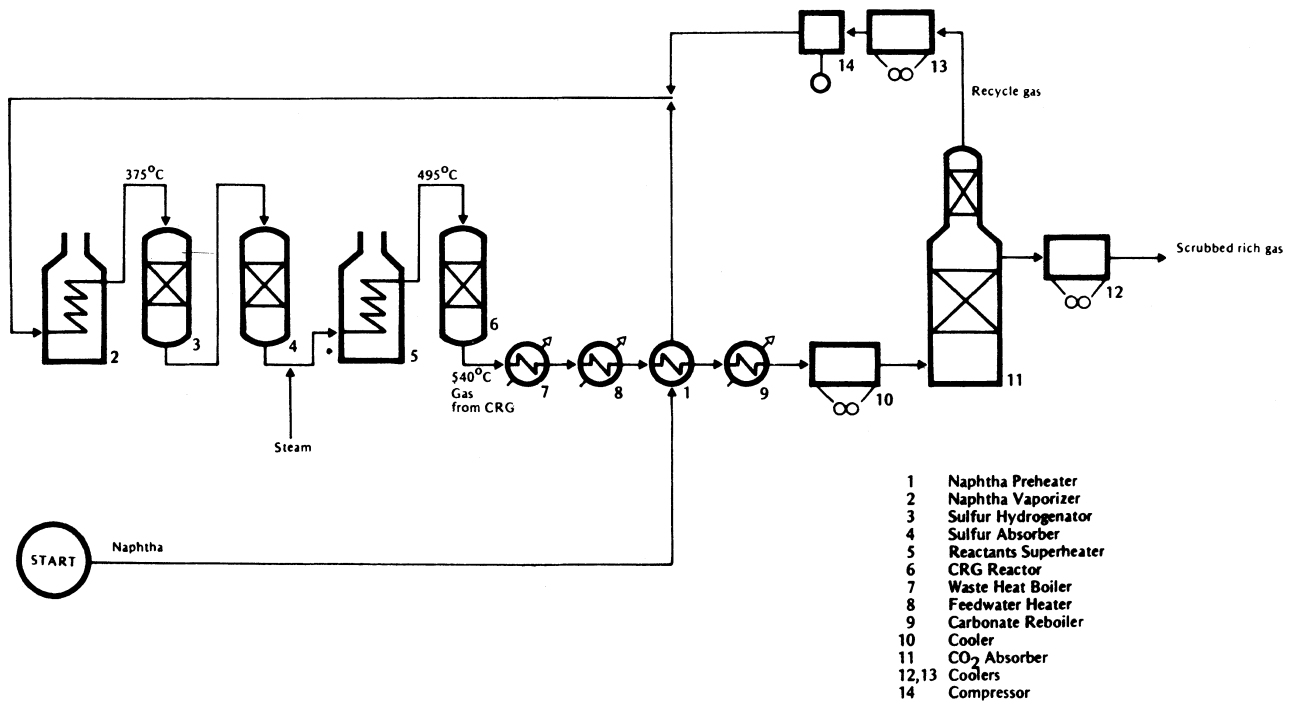 14
13
Recycle gas
375°C
495°C
Scrubbed rich gas
12
2
3
4
5
6
540°C
Gas
from CRG
7
8
1
9
10
11
Steam
START
Naphtha
1 Naphtha Preheater
2 Naphtha Vaporizer
3 Sulfur Hydrogenator
4 Sulfur Absorber
5 Reactants Superheater
6 CRG Reactor
7 Waste Heat Boiler
8 Feedwater Heater
9 Carbonate Reboiler
10 Cooler
11 CO2 Absorber
12,13 Coolers
14 Compressor